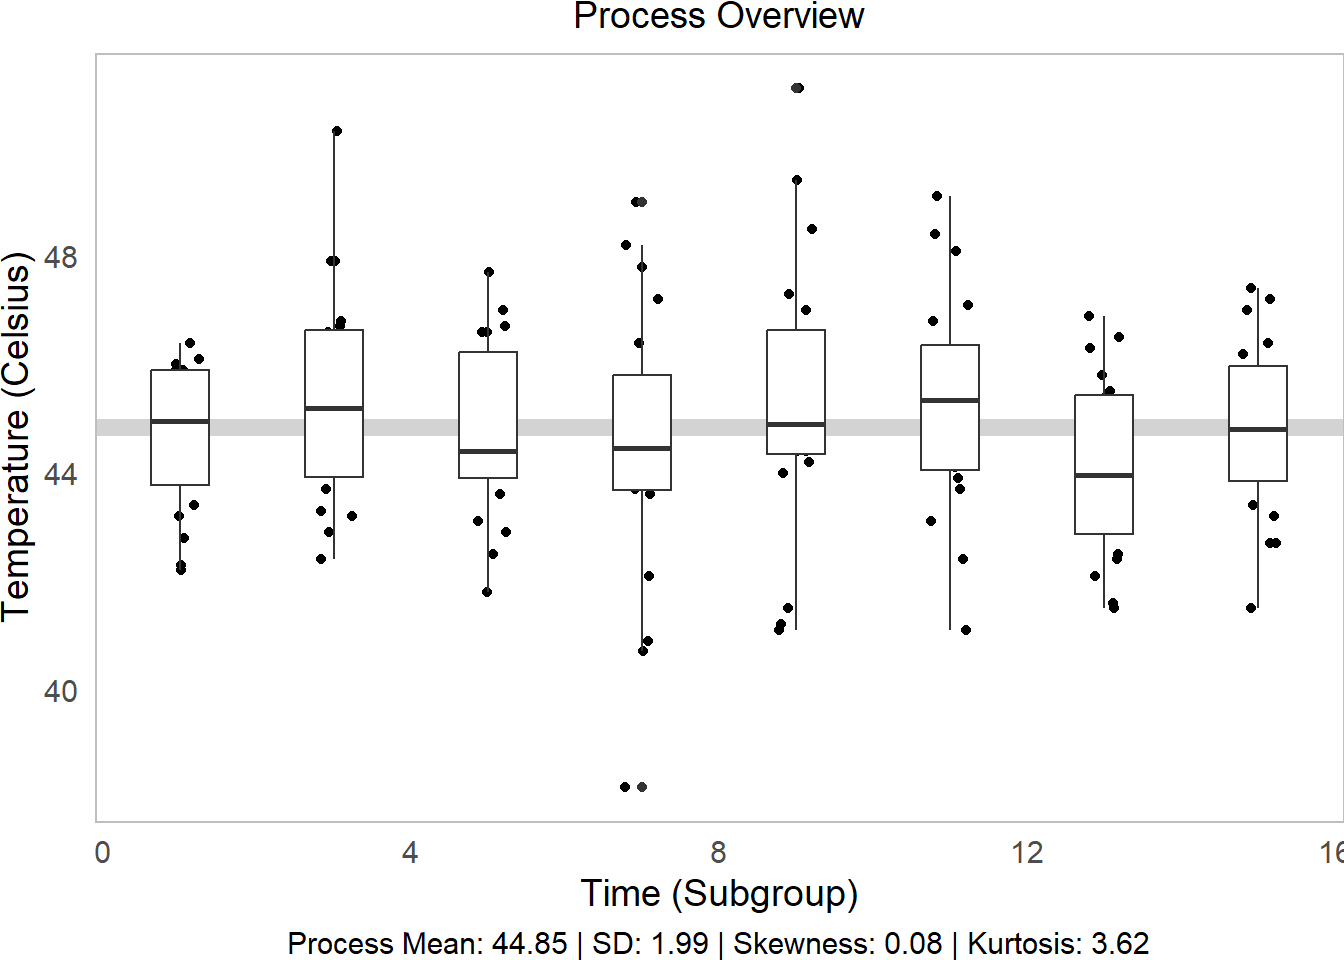 Process Overview
Temperature (Celsius)
48
44
40
0 4 8 12 16
Time (Subgroup)
Process Mean: 44.85 | SD: 1.99 | Skewness: 0.08 | Kurtosis: 3.62